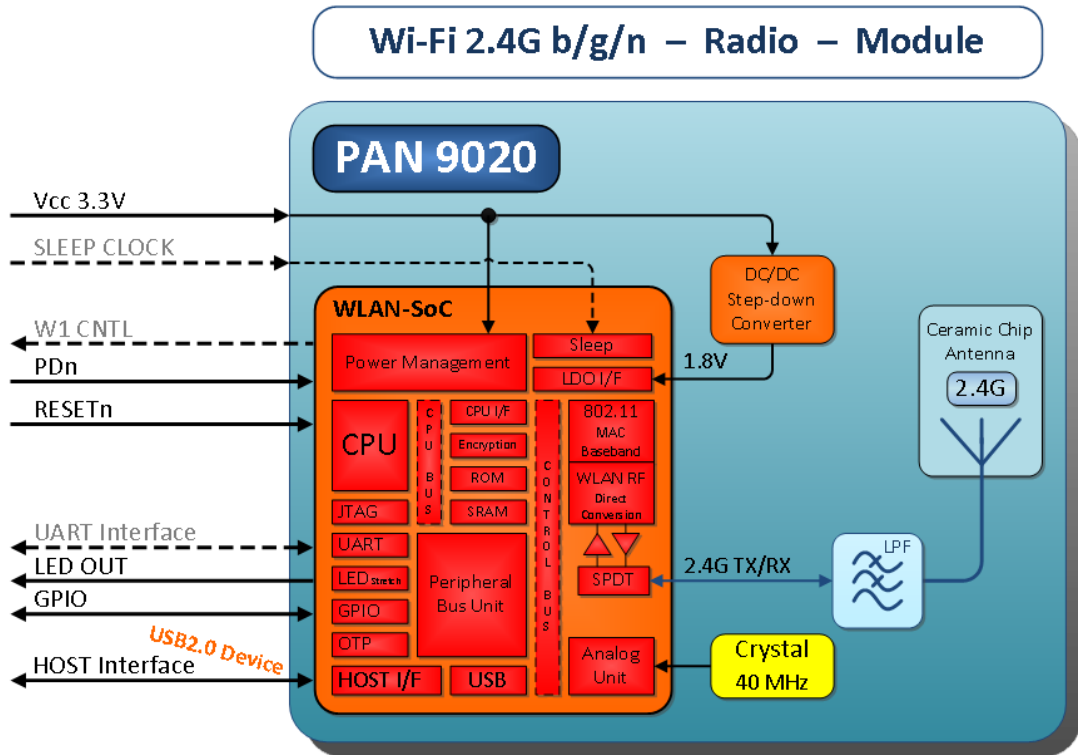 Wi-Fi 2.4G b/g/n – Radio – Module
PAN 9020
Vcc 3.3V
SLEEP CLOCK
W1 CNTL
PDn
RESETn
UART Interface
LED OUT
GPIO
USB2.0 Device
HOST Interface
DC/DC
Step-down
Converter
1.8V
WLAN-SoC
Power Management
Sleep
LDO I/F
CPU
CPU BUS
CPU I/F
Encryption
ROM
SRAM
CONTROL BUS
802.11
MAC
Baseband
WLAN RF
Direct
Conversion
JTAG
UART
LED Stretch
GPIO
OTP
Peripheral
Bus Unit
SPDT
HOST I/F
USB
Analog
Unit
2.4G TX/RX
LPF
Ceramic Chip
Antenna
2.4G
Crystal
40 MHz